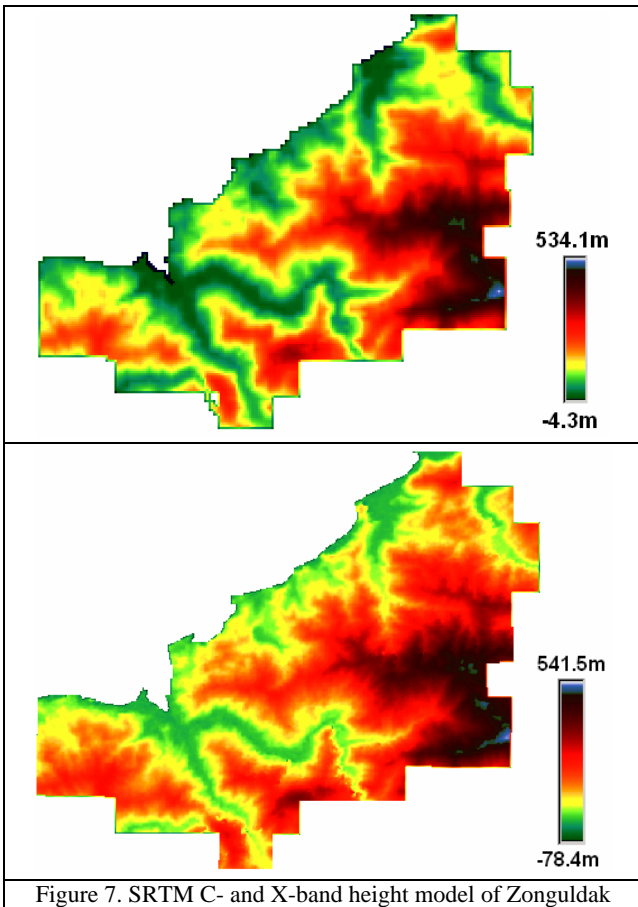 534.1m
-4.3m
541.5m
-78.4m
Figure 7. SRTM C- and X-band height model of Zonguldak